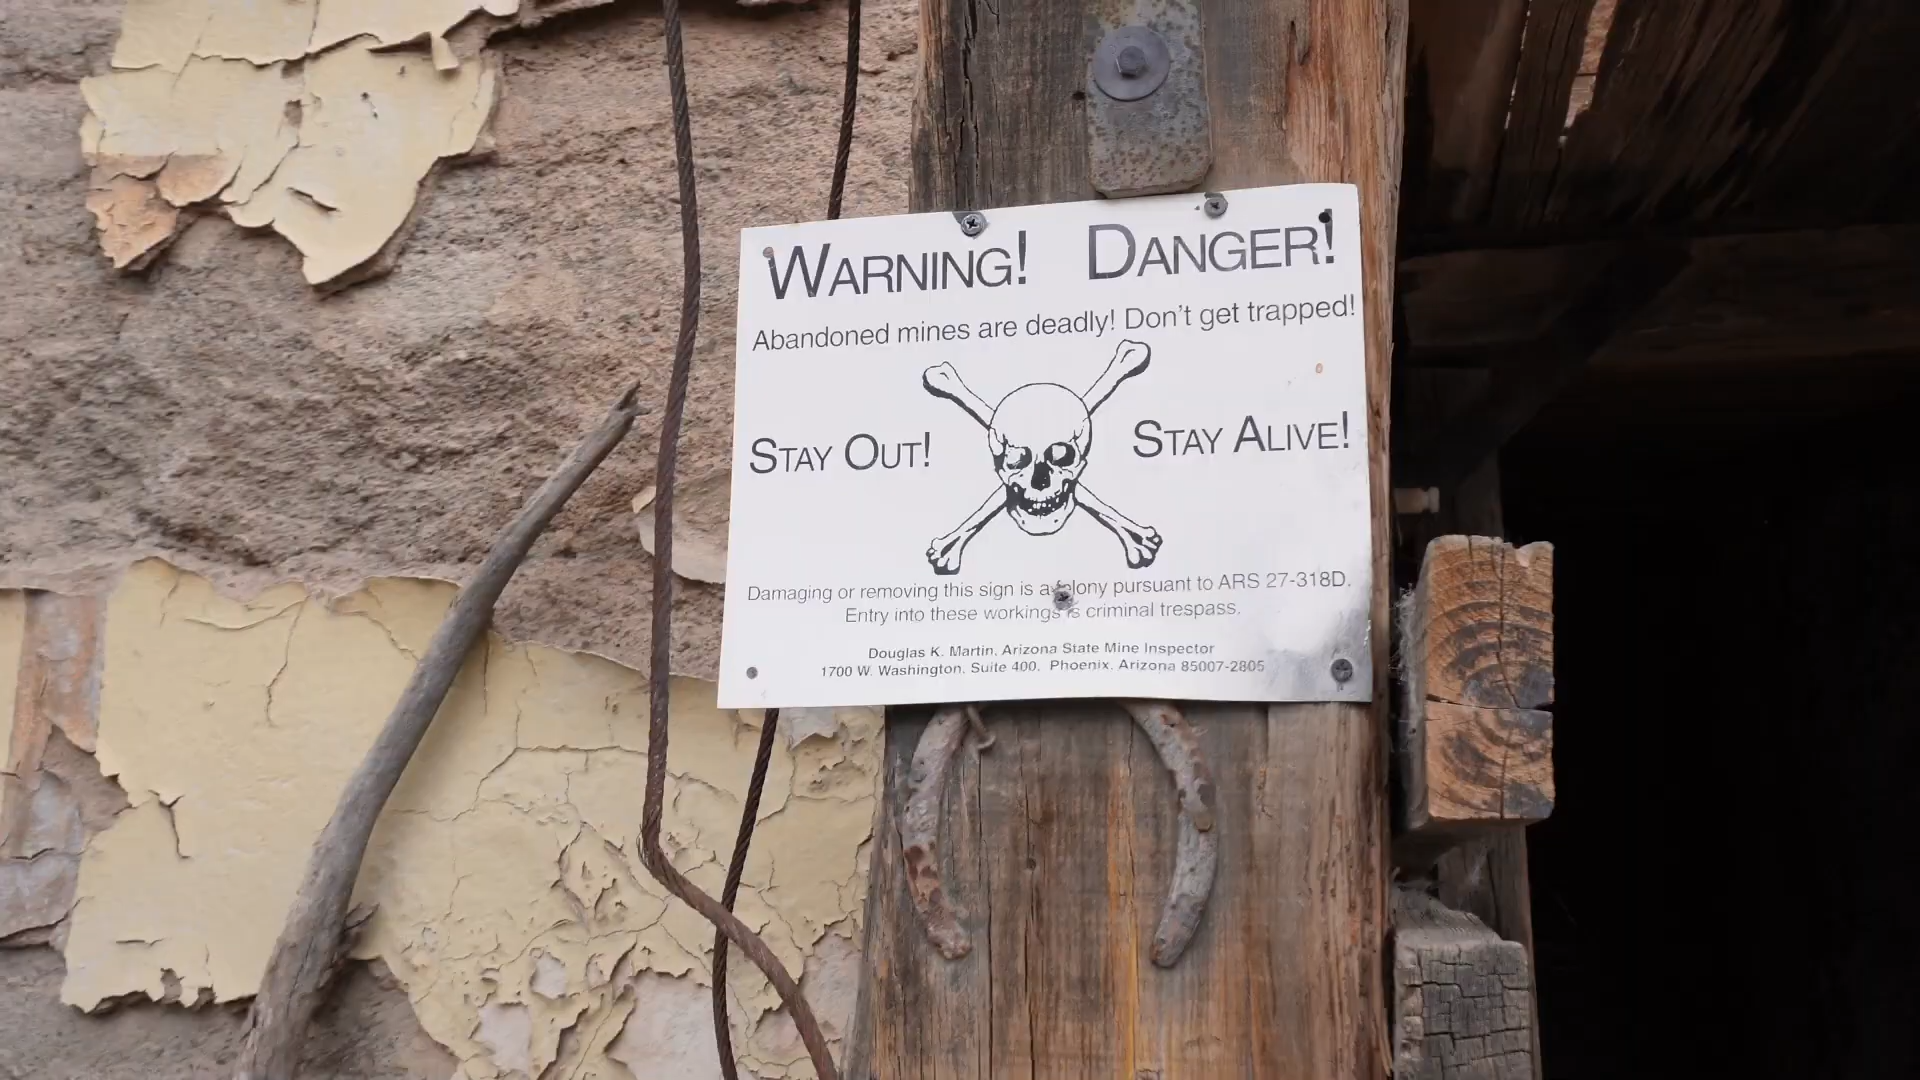 WARNING! DANGER!
Abandoned mines are deadly! Don't get trapped!
STAY OUT! STAY ALIVE!
Damaging or removing this sign is a felony pursuant to ARS 27-318D.
Entry into these workings is criminal trespass.
Douglas K. Martin, Arizona State Mine Inspector
1700 W. Washington, Suite 400, Phoenix, Arizona 85007-2805